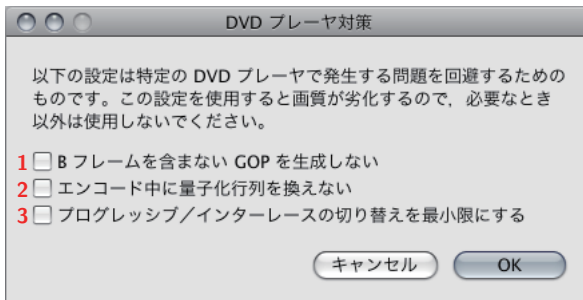 DVD プレーヤ対策
以下の設定は特定の DVD プレーヤで発生する問題を回避するための
ものです。この設定を使用すると画質が劣化するので，必要なとき
以外は使用しないでください。
1 B フレームを含まない GOP を生成しない
2 エンコード中に量子化行列を換えない
3 プログレッシブ／インターレースの切り替えを最小限にする
キャンセル OK